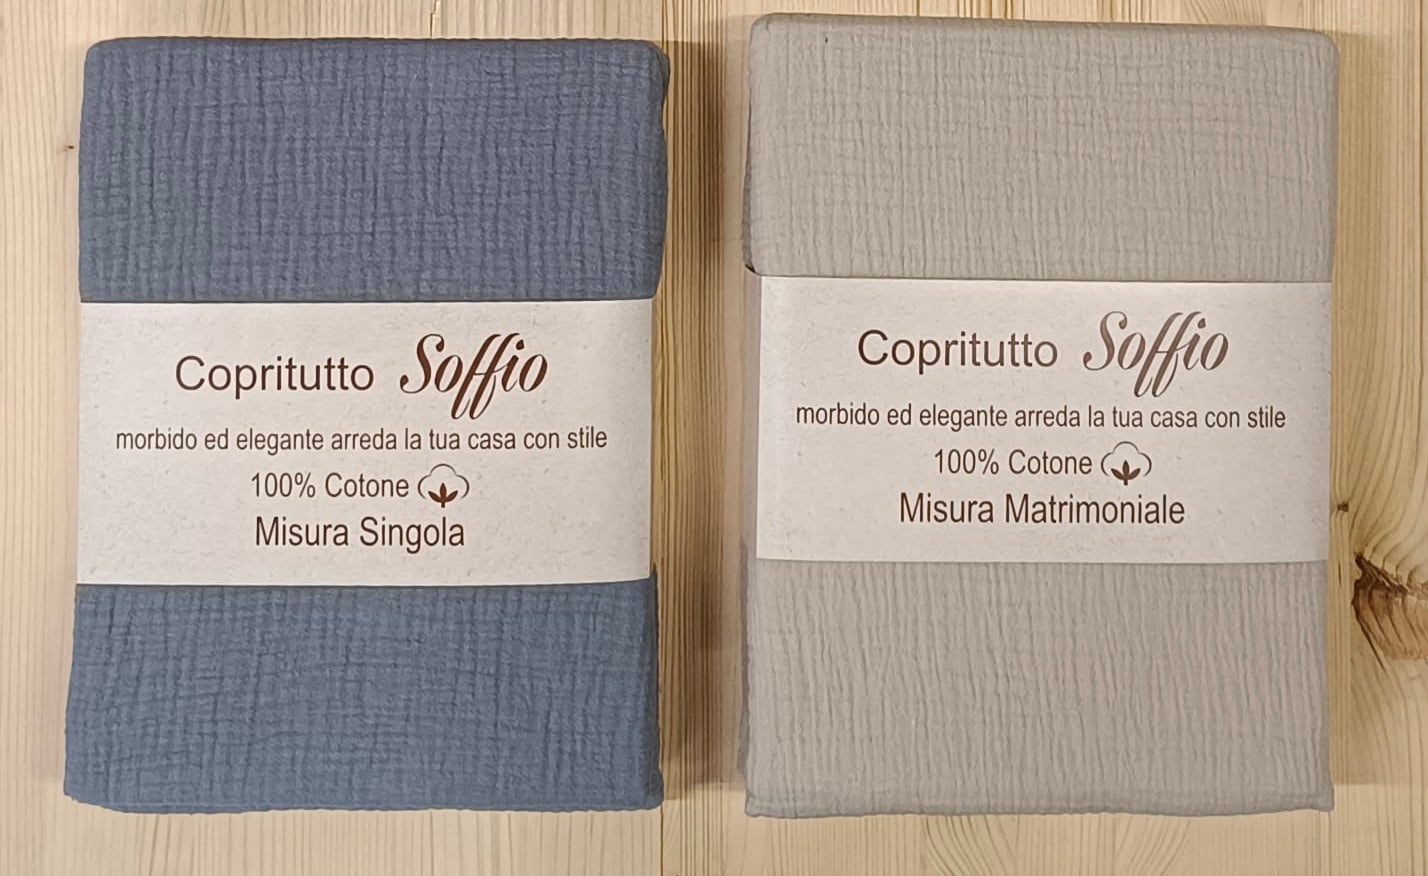 Copritutto Soffio
morbido ed elegante arreda la tua casa con stile
100% Cotone
Misura Singola
Copritutto Soffio
morbido ed elegante arreda la tua casa con stile
100% Cotone
Misura Matrimoniale